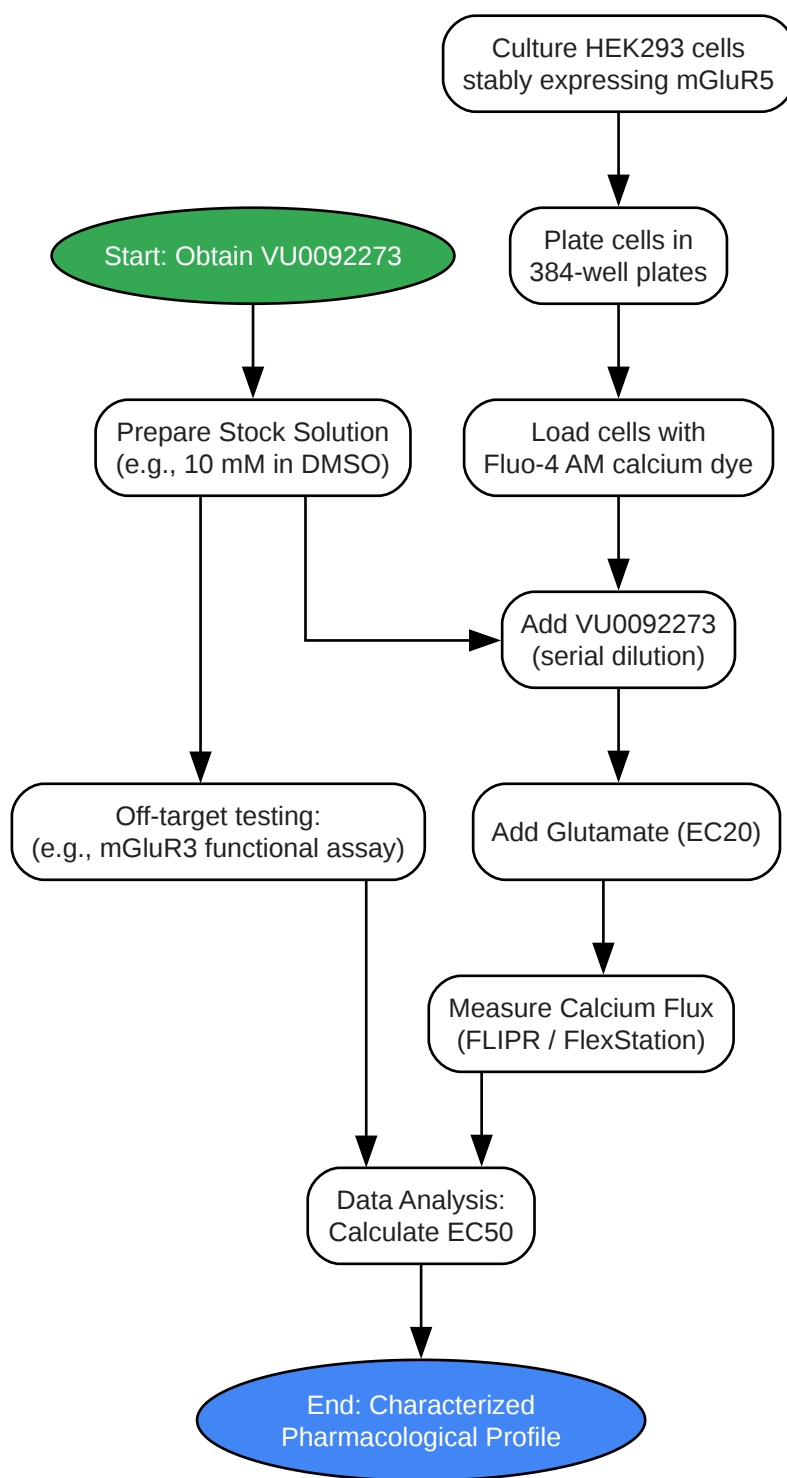 Culture HEK293 cells
stably expressing mGluR5
Start: Obtain VU0092273
Plate cells in
384-well plates
Prepare Stock Solution
(e.g., 10 mM in DMSO)
Load cells with
Fluo-4 AM calcium dye
Add VU0092273
(serial dilution)
Off-target testing:
(e.g., mGluR3 functional assay)
Add Glutamate (EC20)
Measure Calcium Flux
(FLIPR / FlexStation)
Data Analysis:
Calculate EC50
End: Characterized
Pharmacological Profile